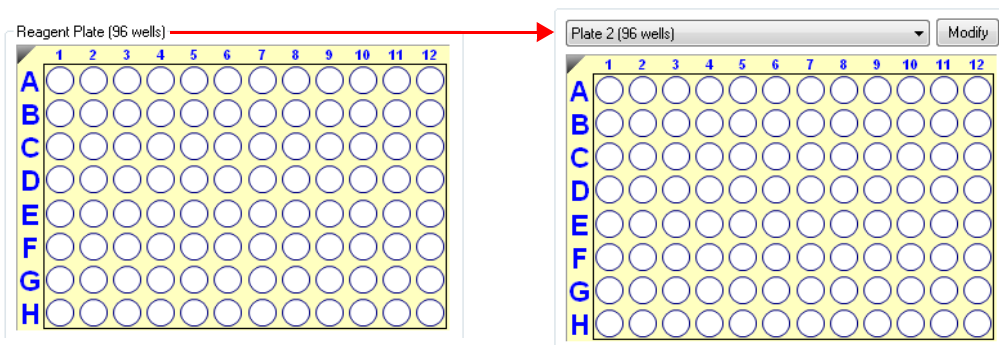 Reagent Plate (96 wells)
1 2 3 4 5 6 7 8 9 10 11 12
A
B
C
D
E
F
G
H
Plate 2 (96 wells)
Modify
1 2 3 4 5 6 7 8 9 10 11 12
A
B
C
D
E
F
G
H